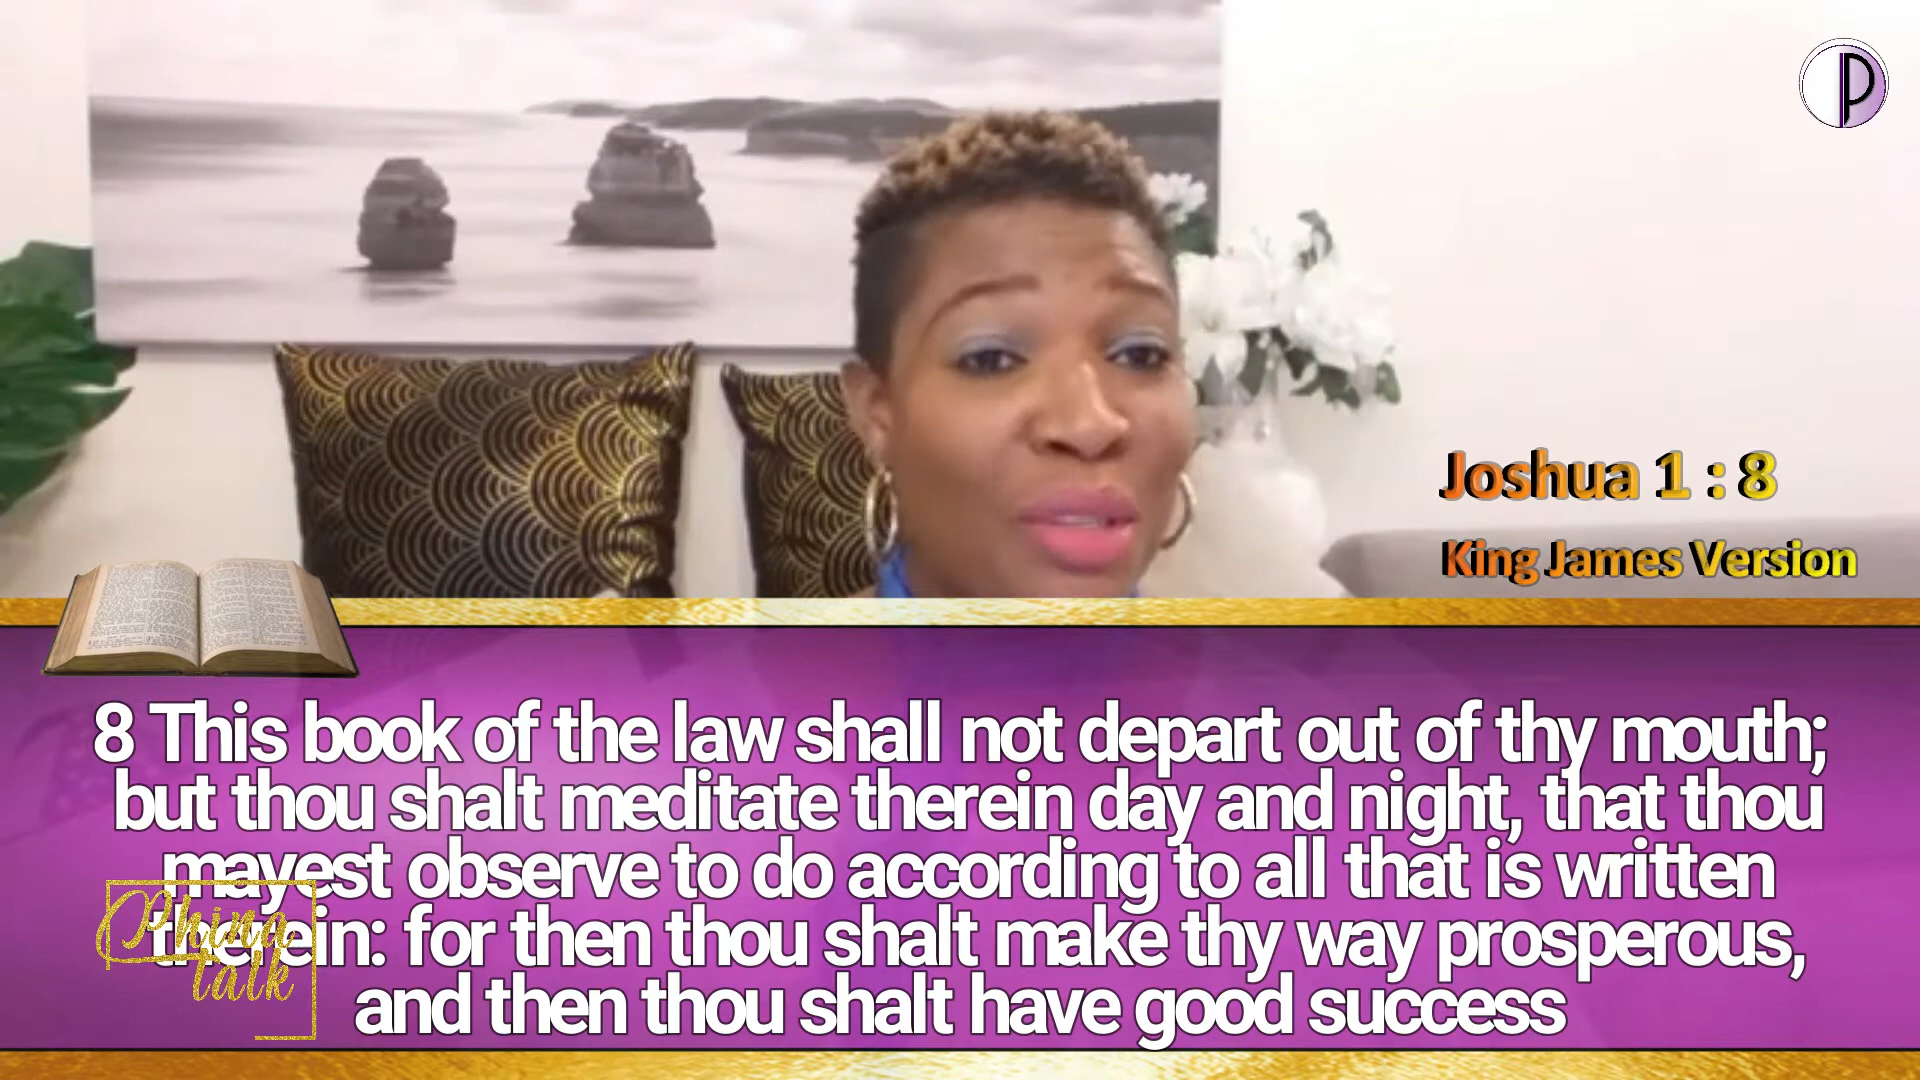 P
Joshua 1 : 8
King James Version
8 This book of the law shall not depart out of thy mouth;
but thou shalt meditate therein day and night, that thou
mayest observe to do according to all that is written
therein: for then thou shalt make thy way prosperous,
and then thou shalt have good success
Phina
talk